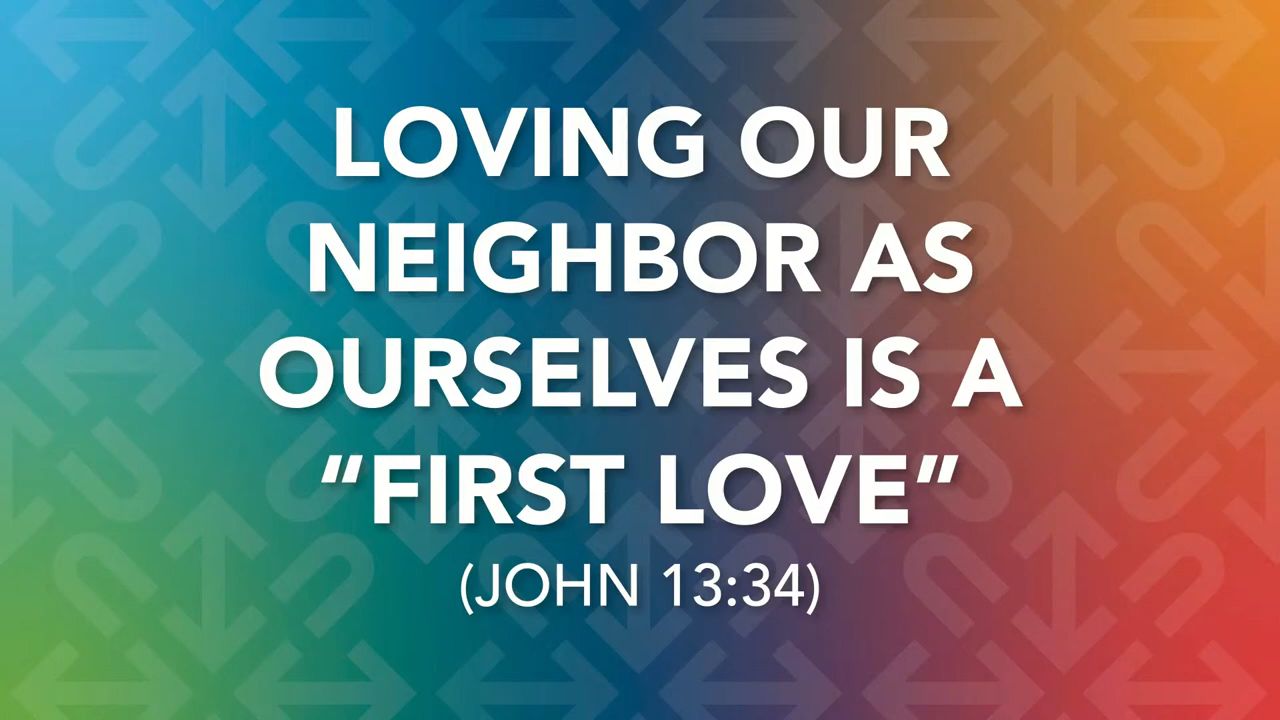 LOVING OUR
NEIGHBOR AS
OURSELVES IS A
“FIRST LOVE”
(JOHN 13:34)